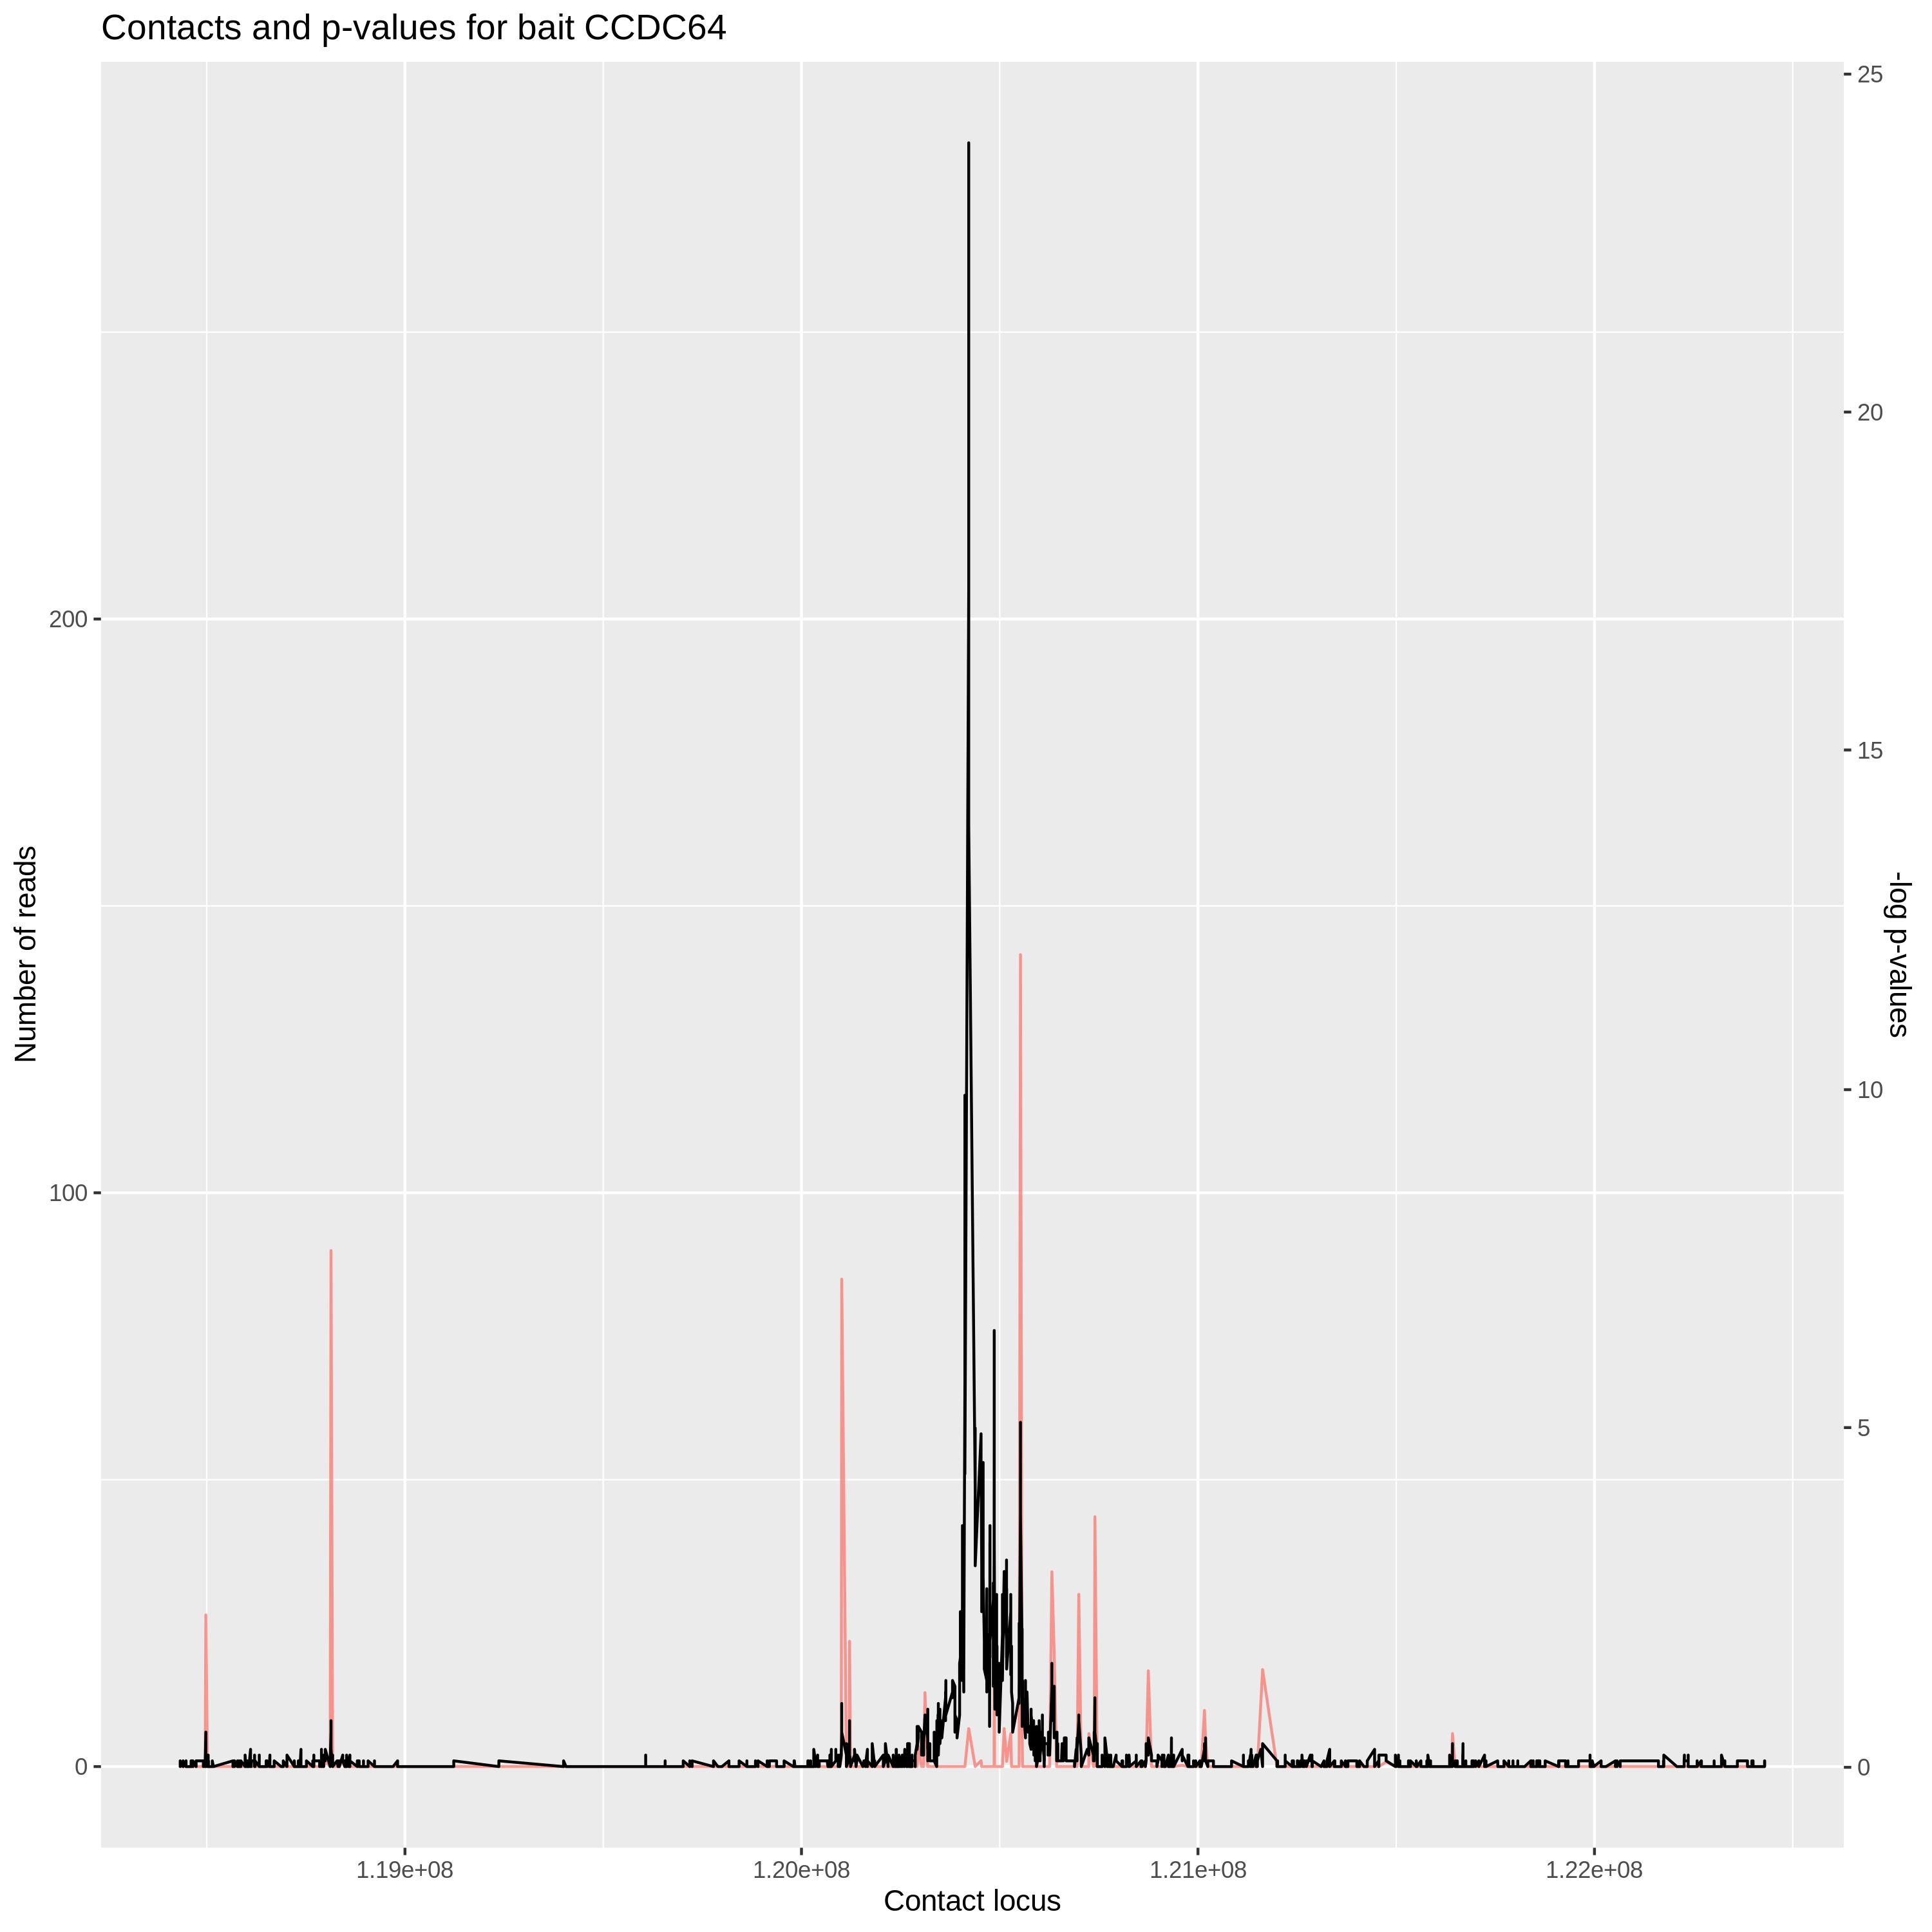 Contacts and p-values for bait CCDC64
Number of reads
200
100
0
25
20
15
10
5
0
-log p-values
1.19e+08
1.20e+08
1.21e+08
1.22e+08
Contact locus